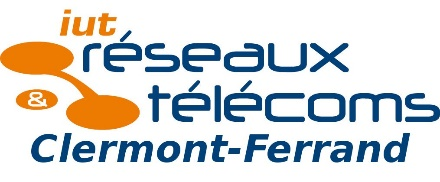 iut
réseaux
& télécoms
Clermont-Ferrand